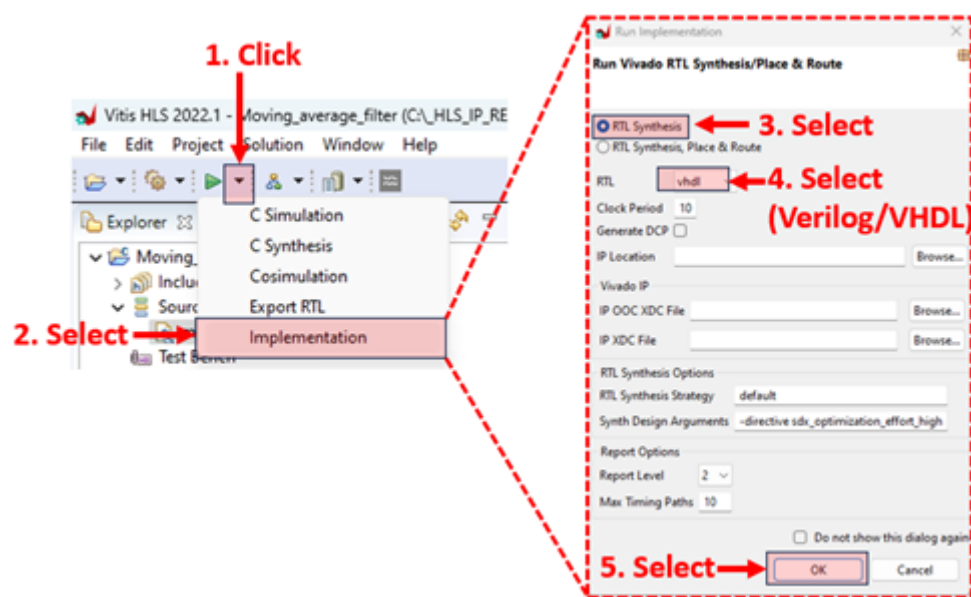 1. Click
Vitis HLS 2022.1 - Moving_average_filter (C:\_HLS_IP_RE
File Edit Project Solution Window Help
Explorer
C Simulation
Moving_
C Synthesis
Inclu
Cosimulation
Sourc
Export RTL
2. Select
Implementation
Test Bench
Run Implementation
Run Vivado RTL Synthesis/Place & Route
RTL Synthesis
3. Select
RTL Synthesis, Place & Route
RTL vhdl
4. Select
(Verilog/VHDL)
Clock Period 10
Generate DCP
IP Location Browse...
Vivado IP
IP OOC XDC File Browse...
IP XDC File Browse...
RTL Synthesis Options
RTL Synthesis Strategy default
Synth Design Arguments -directive sdx_optimization_effort_high
Report Options
Report Level 2
Max Timing Paths 10
Do not show this dialog again
5. Select
OK Cancel